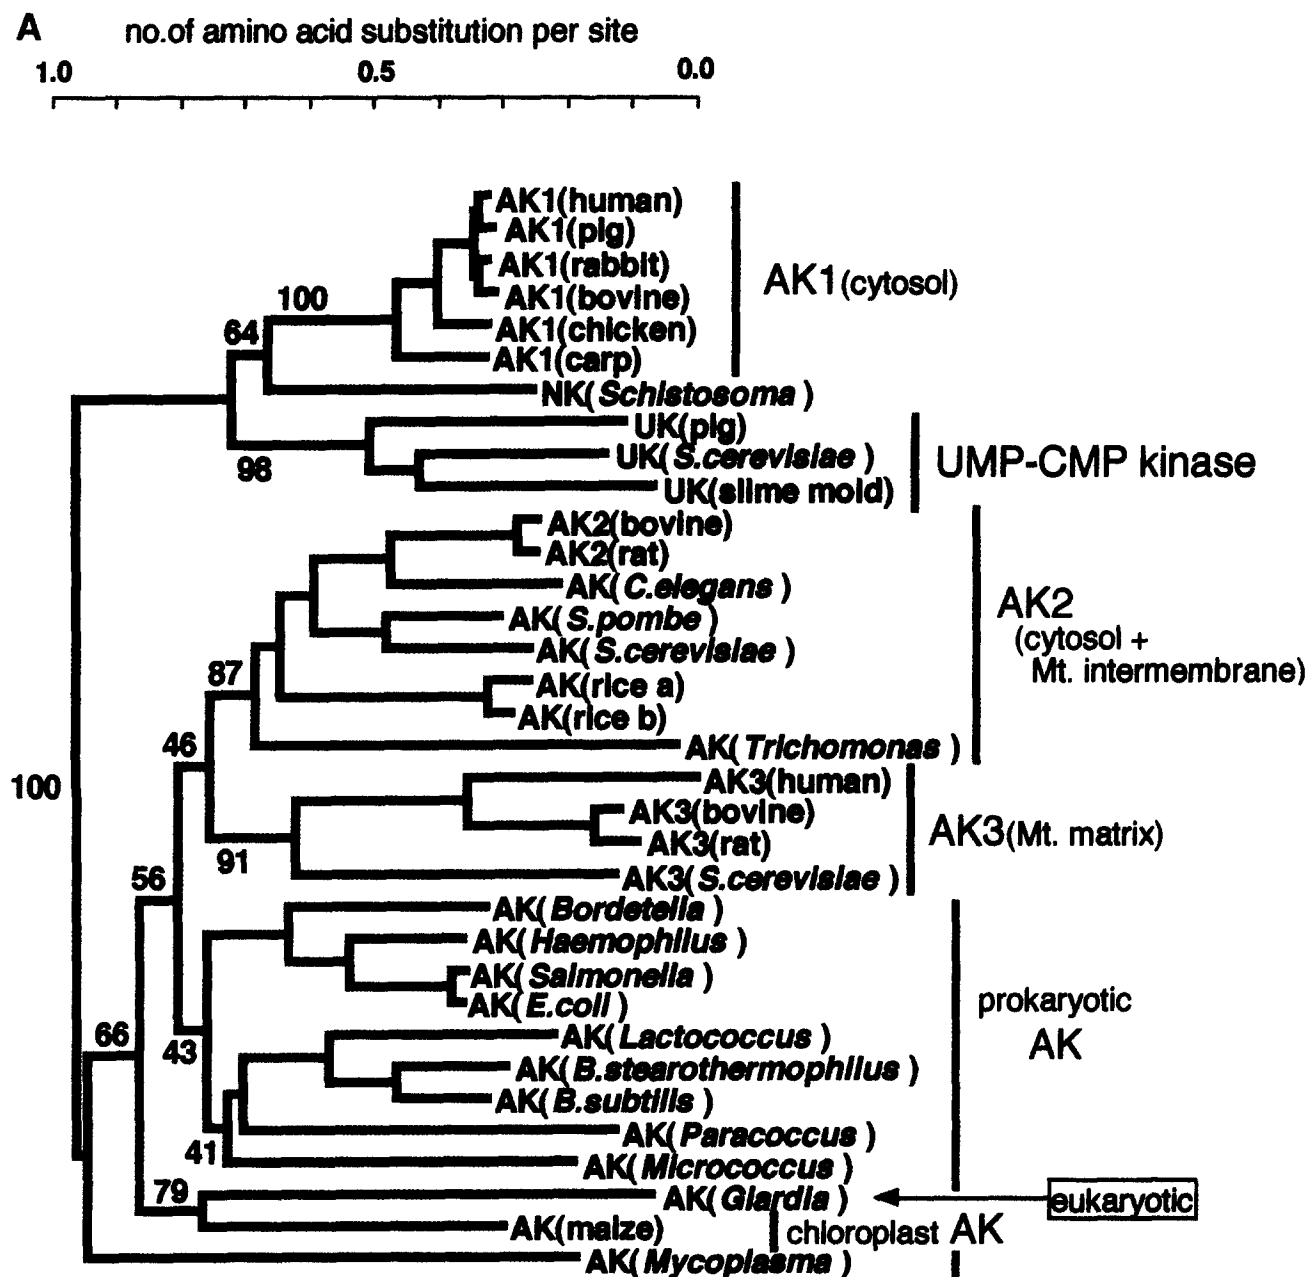 A no.of amino acid substitution per site
1.0 0.5 0.0
AK1(human)
AK1(pig)
AK1(rabbit)
AK1(bovine)
AK1(chicken)
AK1(carp)
AK1(cytosol)
100
64
NK(Schistosoma )
UK(pig)
UK(S.cerevisiae )
UK(slime mold)
UMP-CMP kinase
98
AK2(bovine)
AK2(rat)
AK(C.elegans )
AK(S.pombe )
AK(S.cerevisiae )
AK(rice a)
AK(rice b)
AK(Trichomonas )
AK2
(cytosol +
Mt. intermembrane)
87
46
100
AK3(human)
AK3(bovine)
AK3(rat)
AK3(S.cerevisiae )
AK3(Mt. matrix)
91
56
AK(Bordetella )
AK(Haemophilus )
AK(Salmonella )
AK(E.coli )
AK(Lactococcus )
AK(B.stearothermophilus )
AK(B.subtilis )
AK(Paracoccus )
AK(Micrococcus )
prokaryotic
AK
66
43
41
79
AK(Giardia )
eukaryotic
AK(maize)
chloroplast AK
AK(Mycoplasma )